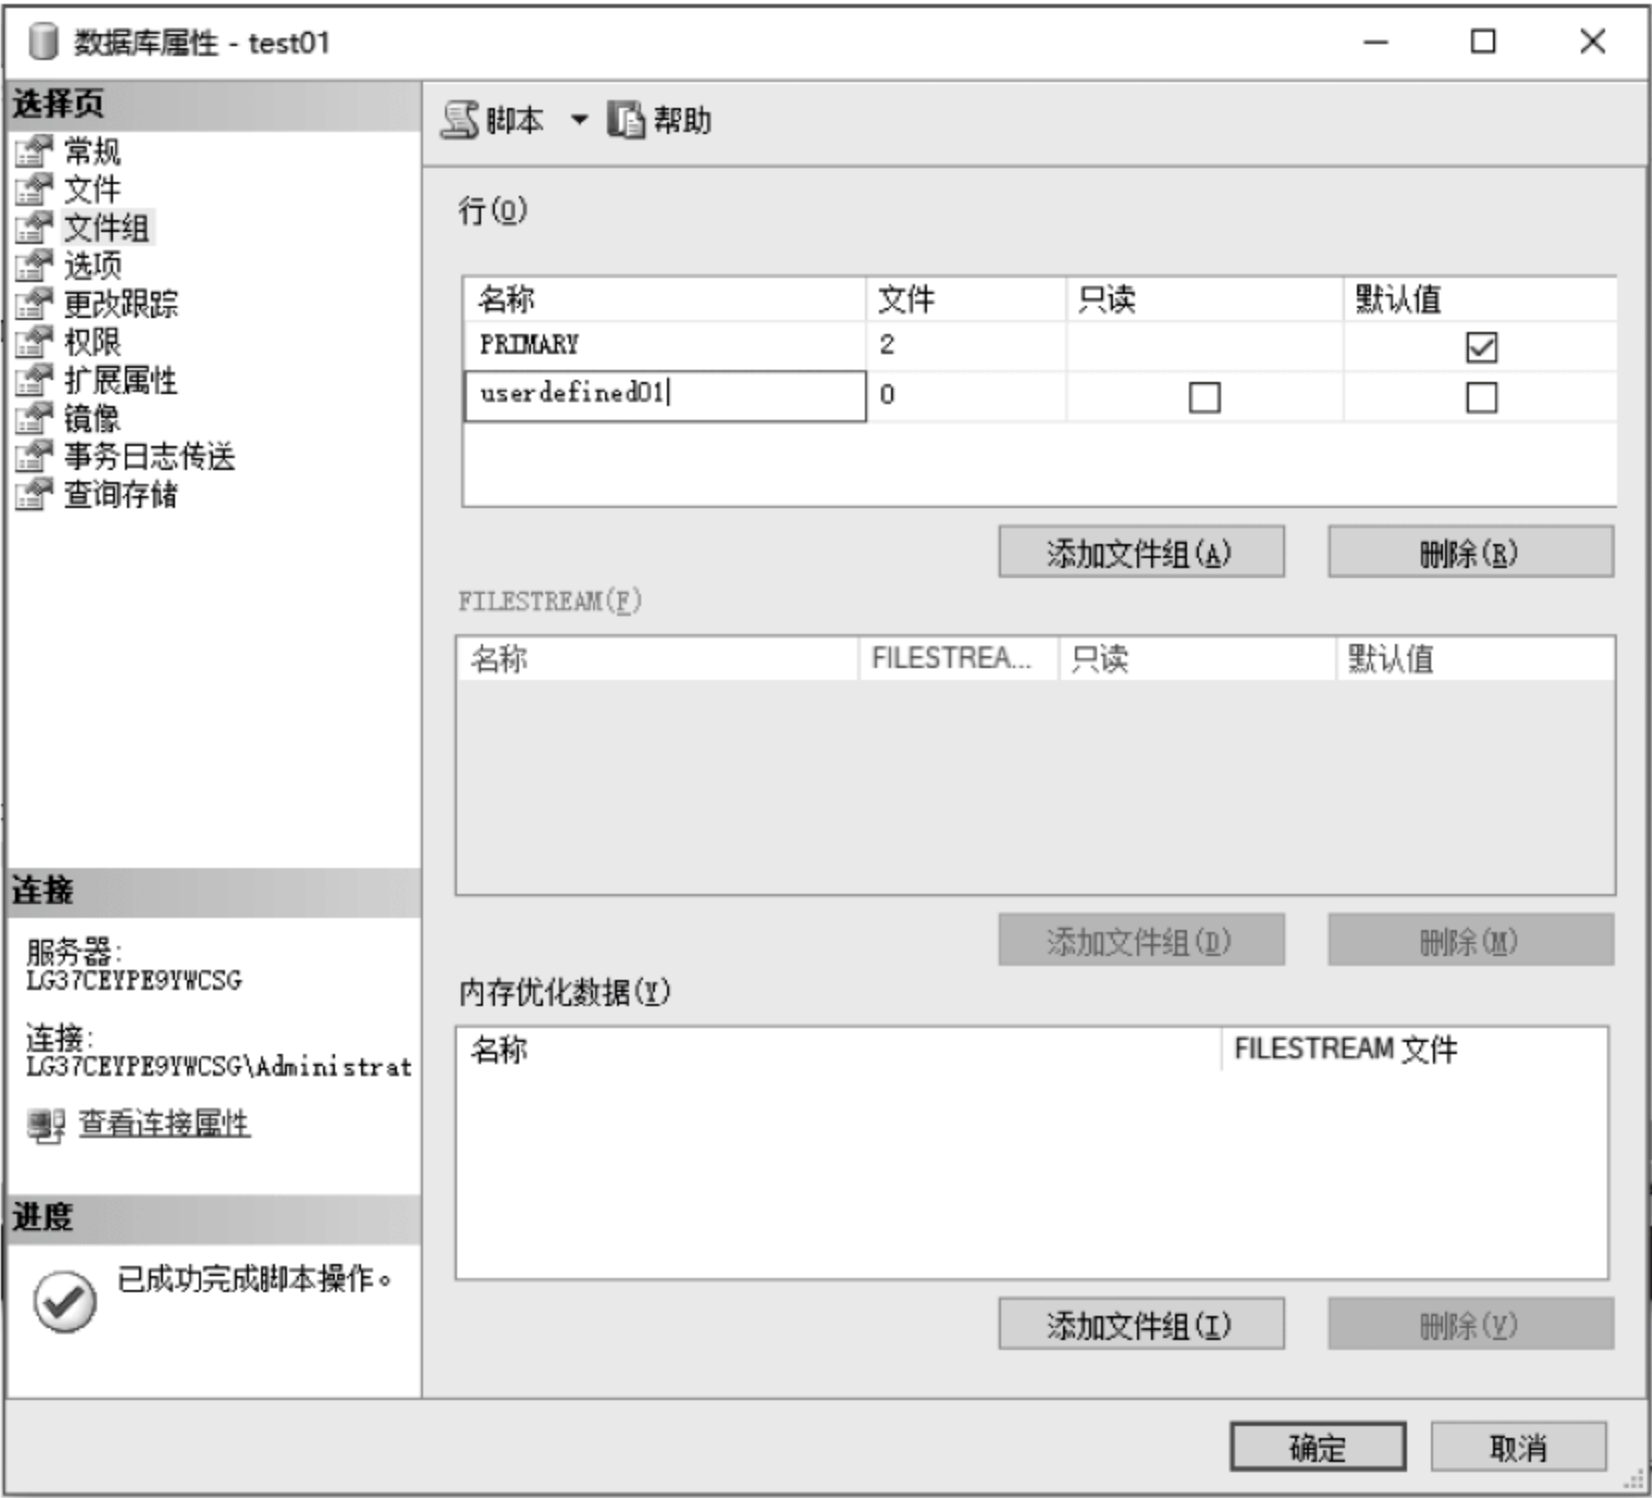 数据库属性 - test01
选择页
常规
文件
文件组
选项
更改跟踪
权限
扩展属性
镜像
事务日志传送
查询存储
连接
服务器:
LG37CEYPE9YWCSG
连接:
LG37CEYPE9YWCSG\Administrat
查看连接属性
进度
已成功完成脚本操作。
脚本 帮助
行(O)
名称 文件 只读 默认值
PRIMARY 2
userdefined01 0
添加文件组(A) 删除(R)
FILESTREAM(F)
名称 FILESTREA... 只读 默认值
添加文件组(D) 删除(M)
内存优化数据(Y)
名称 FILESTREAM 文件
添加文件组(I) 删除(V)
确定 取消